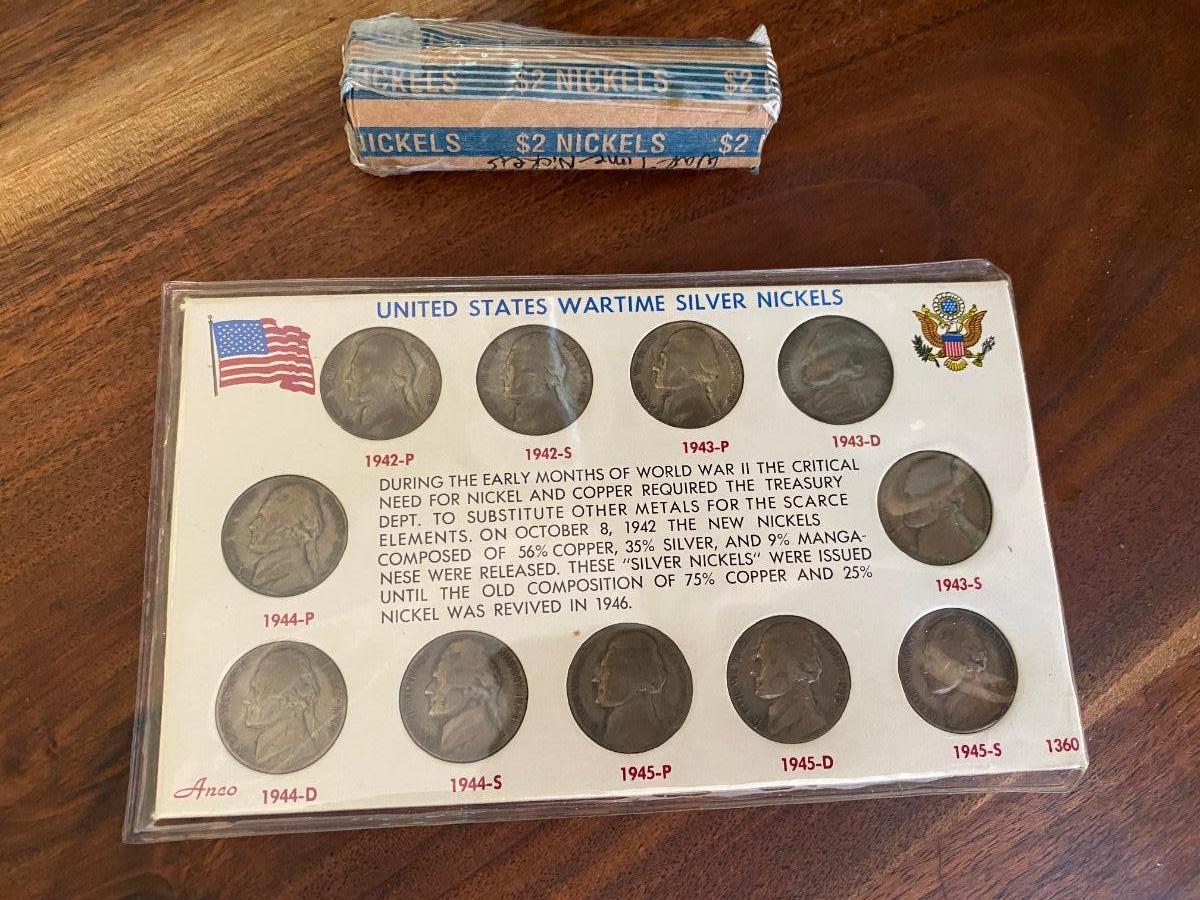 ICKELS $2 NICKELS $2
NICKELS $2 NICKELS $2
War Time Nickels
UNITED STATES WARTIME SILVER NICKELS
1942-P 1942-S 1943-P 1943-D
DURING THE EARLY MONTHS OF WORLD WAR II THE CRITICAL
NEED FOR NICKEL AND COPPER REQUIRED THE TREASURY
DEPT. TO SUBSTITUTE OTHER METALS FOR THE SCARCE
ELEMENTS. ON OCTOBER 8, 1942 THE NEW NICKELS
COMPOSED OF 56% COPPER, 35% SILVER, AND 9% MANGA-
NESE WERE RELEASED. THESE "SILVER NICKELS" WERE ISSUED
UNTIL THE OLD COMPOSITION OF 75% COPPER AND 25%
NICKEL WAS REVIVED IN 1946.
1943-S
1944-P
1944-D 1944-S 1945-P 1945-D 1945-S 1360
Anco